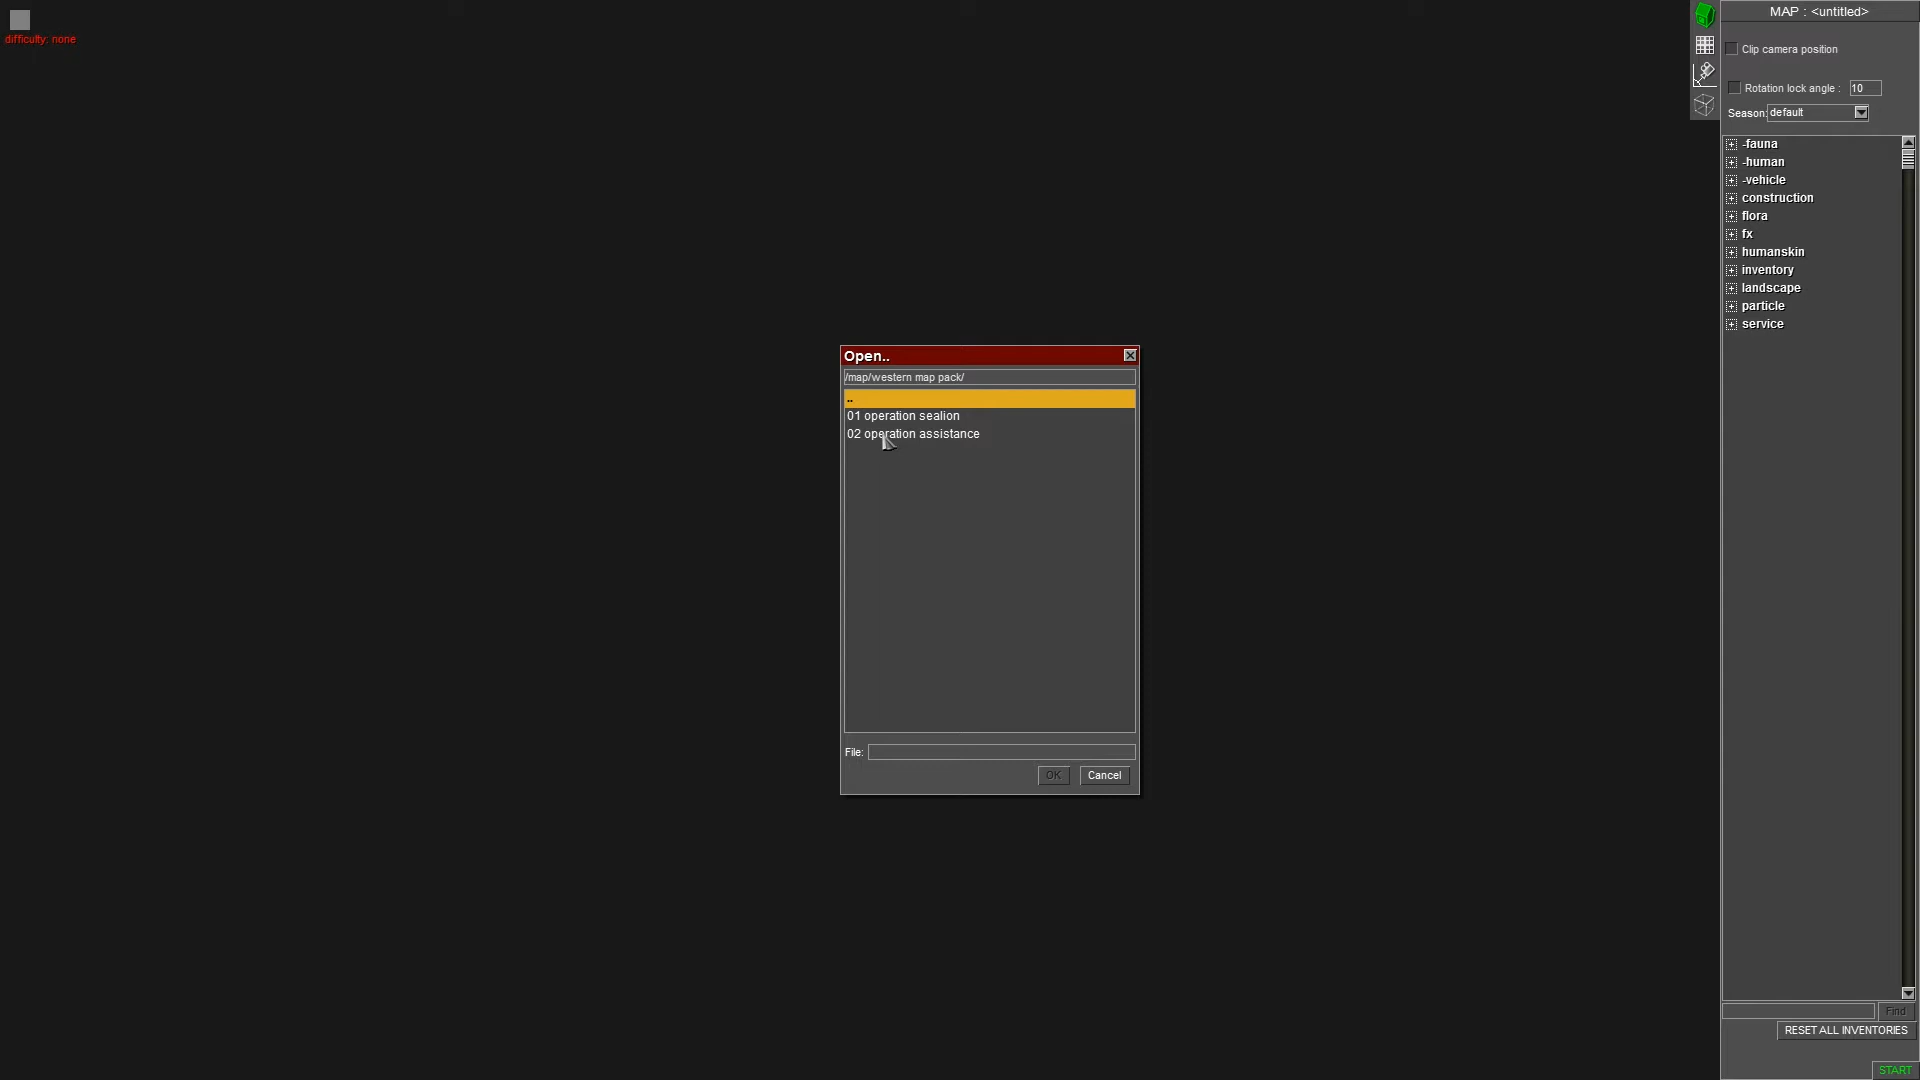 difficulty: none
MAP : <untitled>
Clip camera position
Rotation lock angle : 10
Season: default
-fauna
-human
-vehicle
construction
flora
fx
humanskin
inventory
landscape
particle
service
Open..
/map/western map pack/
..
01 operation sealion
02 operation assistance
File:
OK Cancel
Find
RESET ALL INVENTORIES
START